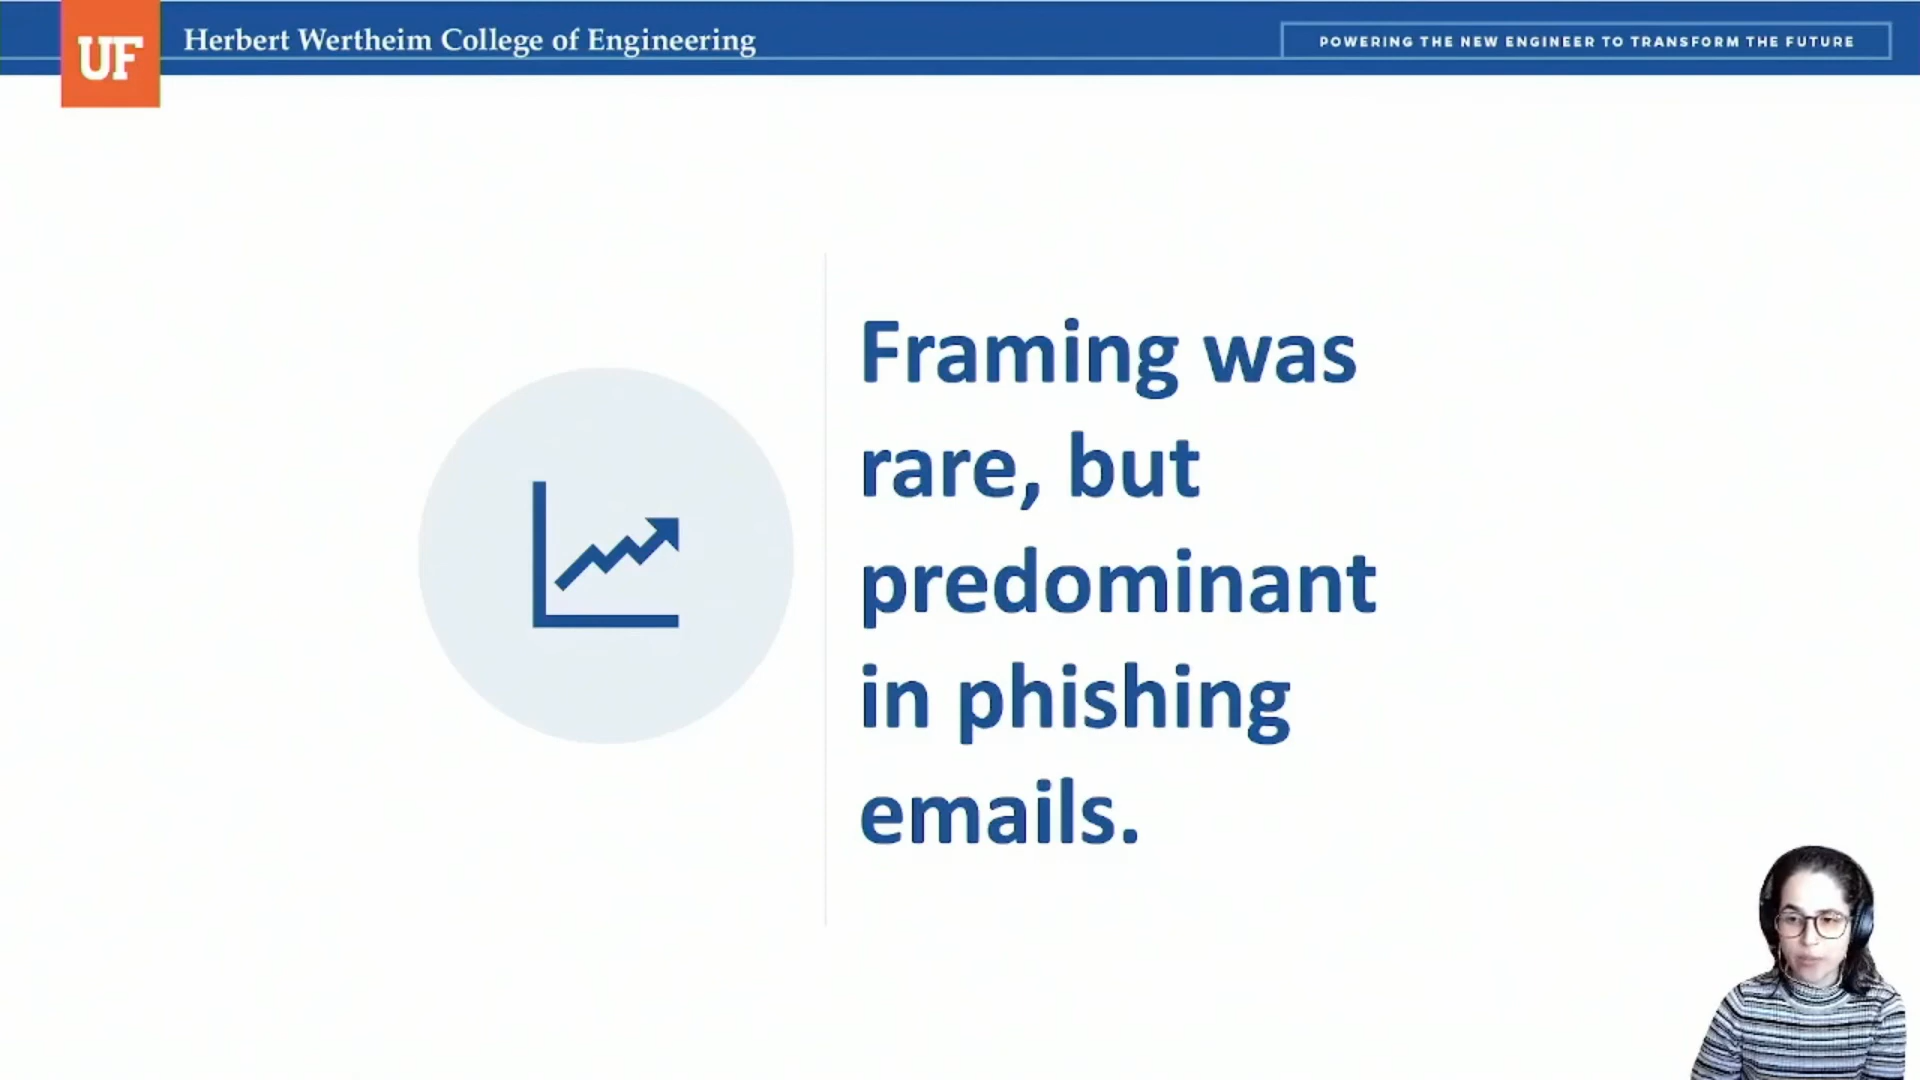 UF
Herbert Wertheim College of Engineering
POWERING THE NEW ENGINEER TO TRANSFORM THE FUTURE
Framing was
rare, but
predominant
in phishing
emails.